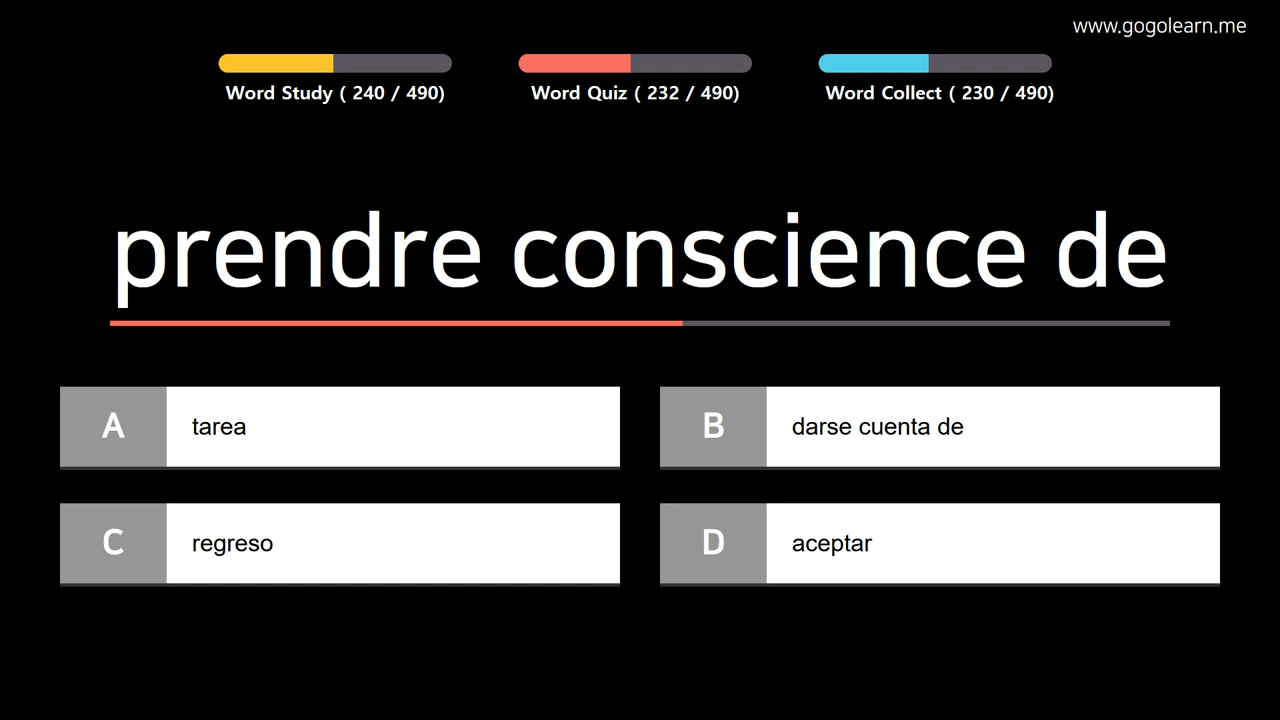 www.gogolearn.me
Word Study ( 240 / 490)
Word Quiz ( 232 / 490)
Word Collect ( 230 / 490)
prendre conscience de
A
tarea
B
darse cuenta de
C
regreso
D
aceptar